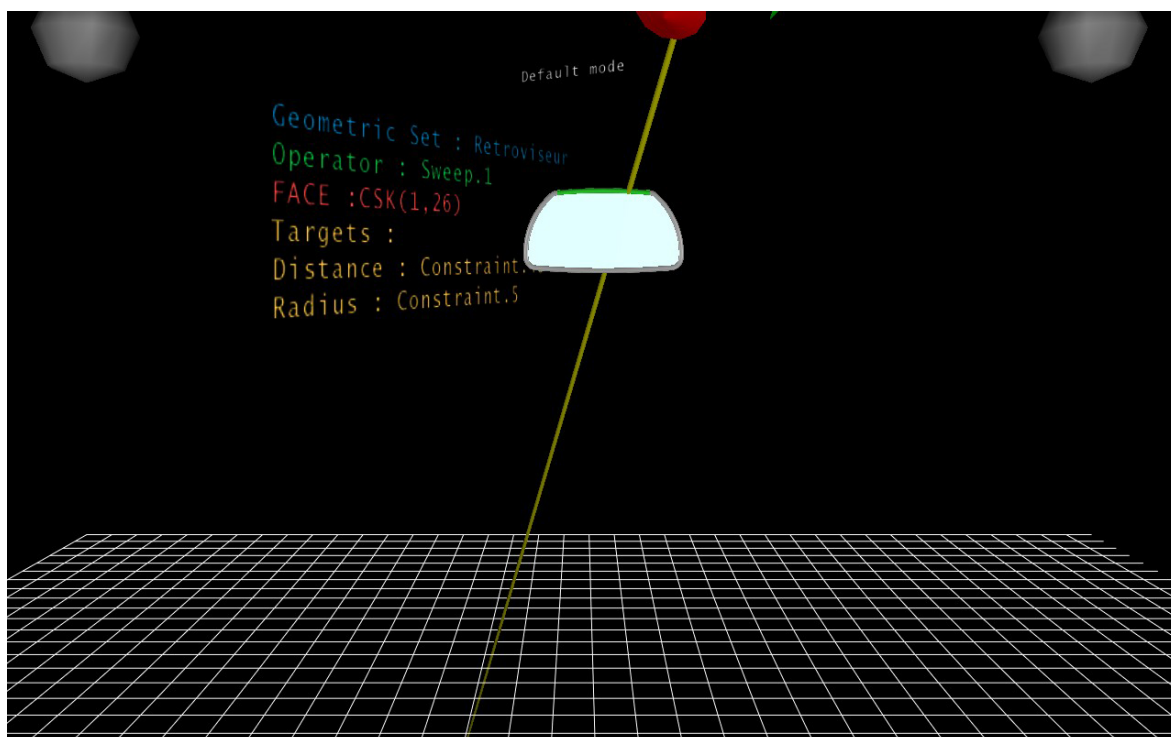 Default mode
Geometric Set : Retroviseur
Operator : Sweep.1
FACE :CSK(1,26)
Targets :
Distance : Constraint.
Radius : Constraint.5